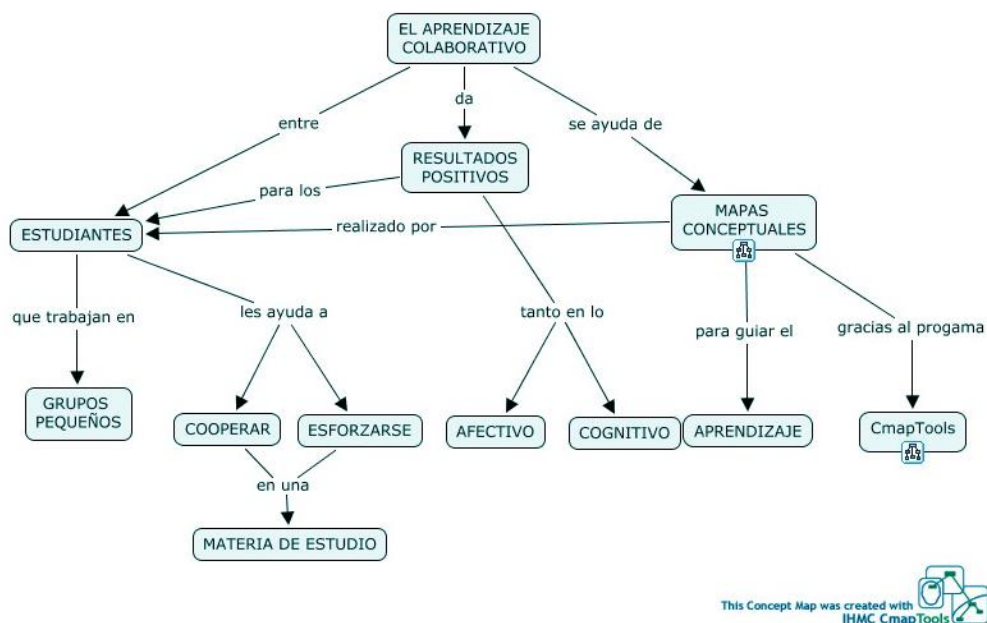 EL APRENDIZAJE
COLABORATIVO
entre
da
se ayuda de
RESULTADOS
POSITIVOS
para los
MAPAS
CONCEPTUALES
ESTUDIANTES
realizado por
que trabajan en
les ayuda a
tanto en lo
para guiar el
gracias al progama
GRUPOS
PEQUEÑOS
COOPERAR
ESFORZARSE
AFECTIVO
COGNITIVO
APRENDIZAJE
CmapTools
en una
MATERIA DE ESTUDIO
This Concept Map was created with
IHMC CmapTools